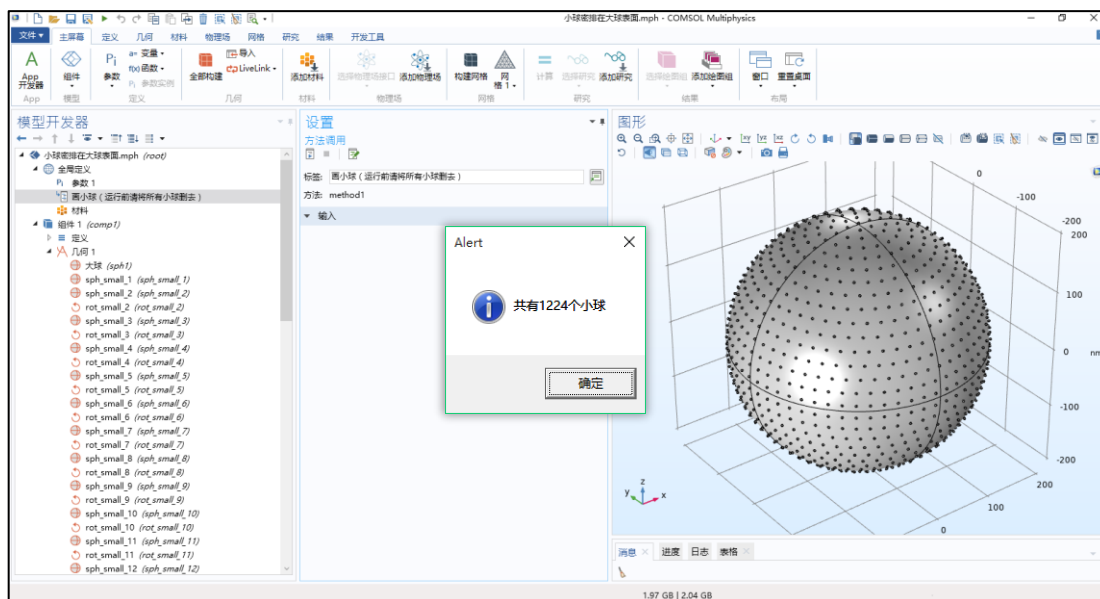 小球密排在大球表面.mph - COMSOL Multiphysics
文件 主屏幕 定义 几何 材料 物理场 网格 研究 结果 开发工具
App
开发器
App
组件
模型
Pi
参数
a= 变量
f(x) 函数
Pi 参数实例
定义
全部构建
导入
LiveLink
几何
添加材料
材料
选择物理场接口 添加物理场
物理场
构建网格 网
格 1
网格
计算 选择研究 添加研究
研究
选择绘图组 添加绘图组
结果
窗口 重置桌面
布局
模型开发器
小球密排在大球表面.mph (root)
全局定义
Pi 参数 1
画小球（运行前请将所有小球删去）
材料
组件 1 (comp1)
定义
几何 1
大球 (sph1)
sph_small_1 (sph_small_1)
sph_small_2 (sph_small_2)
rot_small_2 (rot_small_2)
sph_small_3 (sph_small_3)
rot_small_3 (rot_small_3)
sph_small_4 (sph_small_4)
rot_small_4 (rot_small_4)
sph_small_5 (sph_small_5)
rot_small_5 (rot_small_5)
sph_small_6 (sph_small_6)
rot_small_6 (rot_small_6)
sph_small_7 (sph_small_7)
rot_small_7 (rot_small_7)
sph_small_8 (sph_small_8)
rot_small_8 (rot_small_8)
sph_small_9 (sph_small_9)
rot_small_9 (rot_small_9)
sph_small_10 (sph_small_10)
rot_small_10 (rot_small_10)
sph_small_11 (sph_small_11)
rot_small_11 (rot_small_11)
sph_small_12 (sph_small_12)
设置
方法调用
标签: 画小球（运行前请将所有小球删去）
方法: method1
输入
Alert
共有1224个小球
确定
图形
0
-100
-200
200
100
0 nm
-100
-200
200
100
0
z
y
x
消息 进度 日志 表格
1.97 GB | 2.04 GB